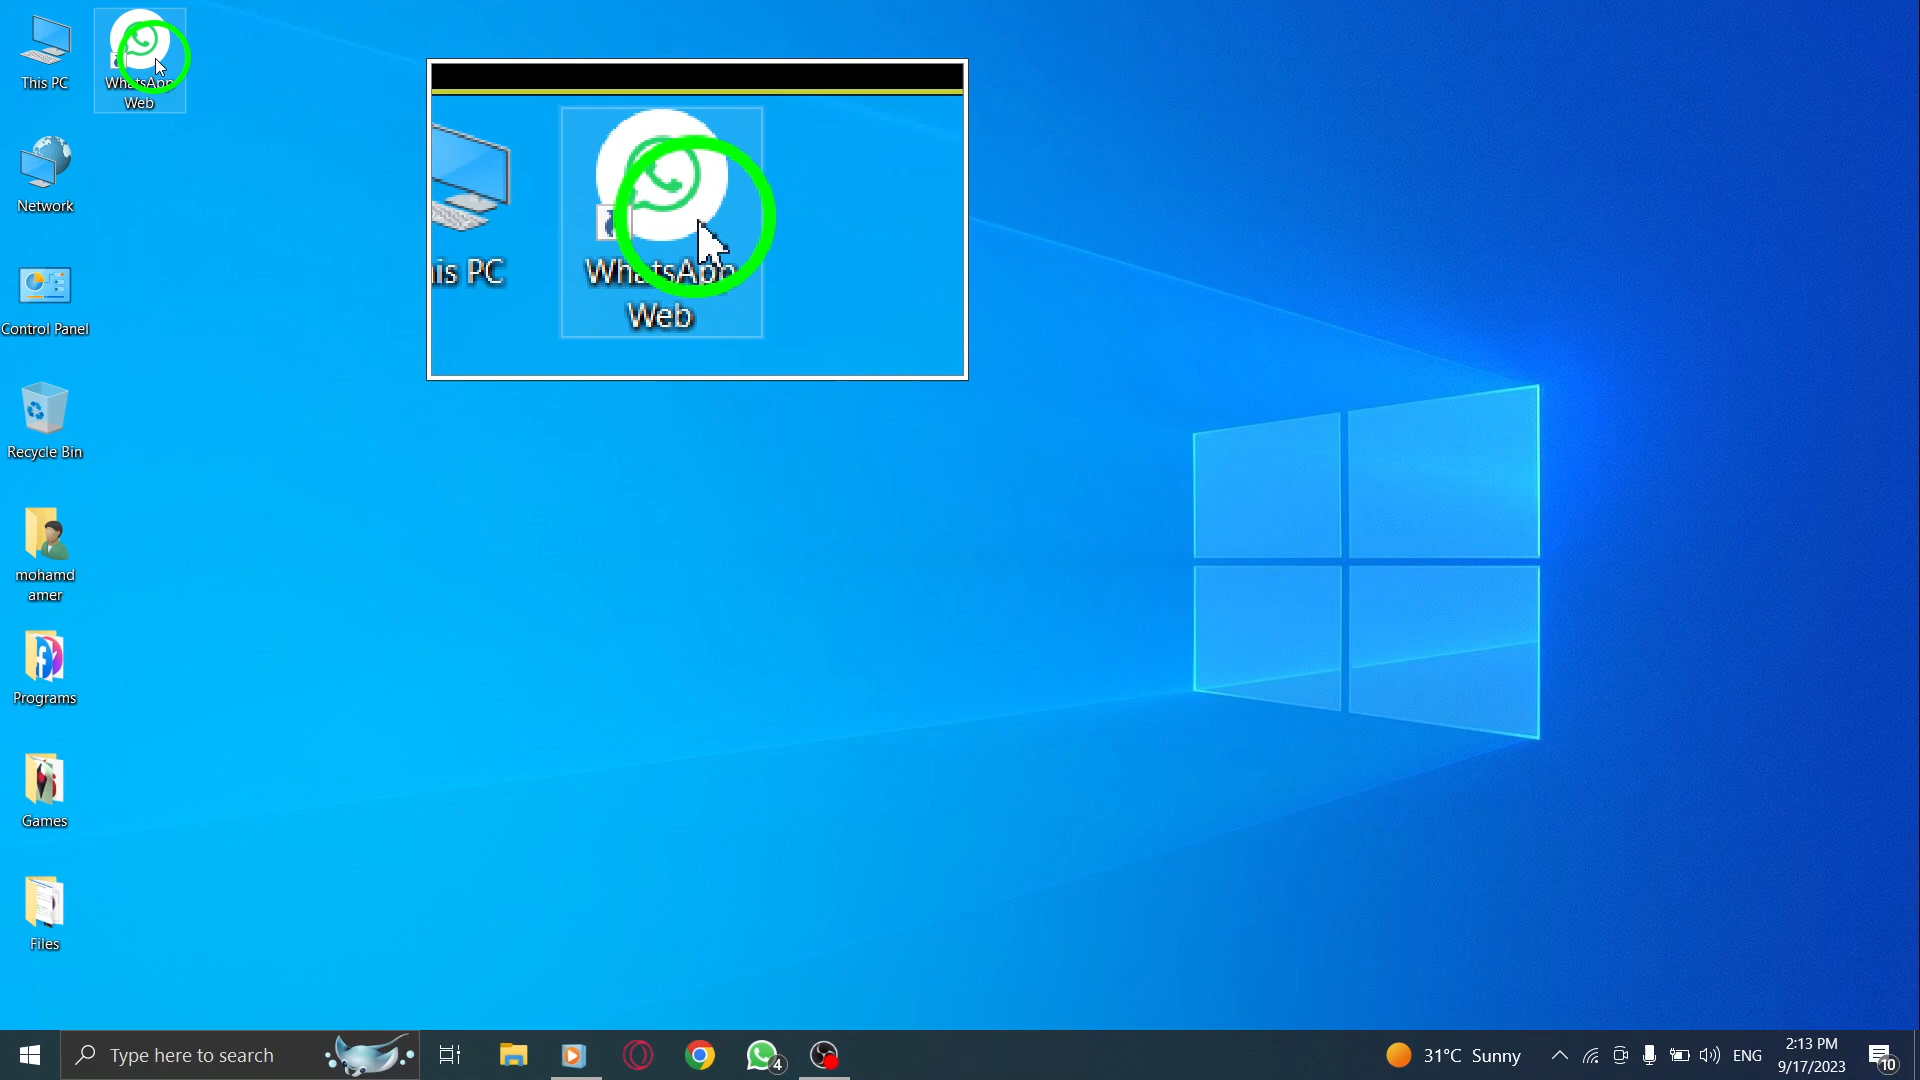 This PC
WhatsApp
Web
Network
Control Panel
Recycle Bin
mohamd
amer
Programs
Games
Files
his PC
WhatsApp
Web
Type here to search
4
31°C Sunny
ENG
2:13 PM
9/17/2023
10